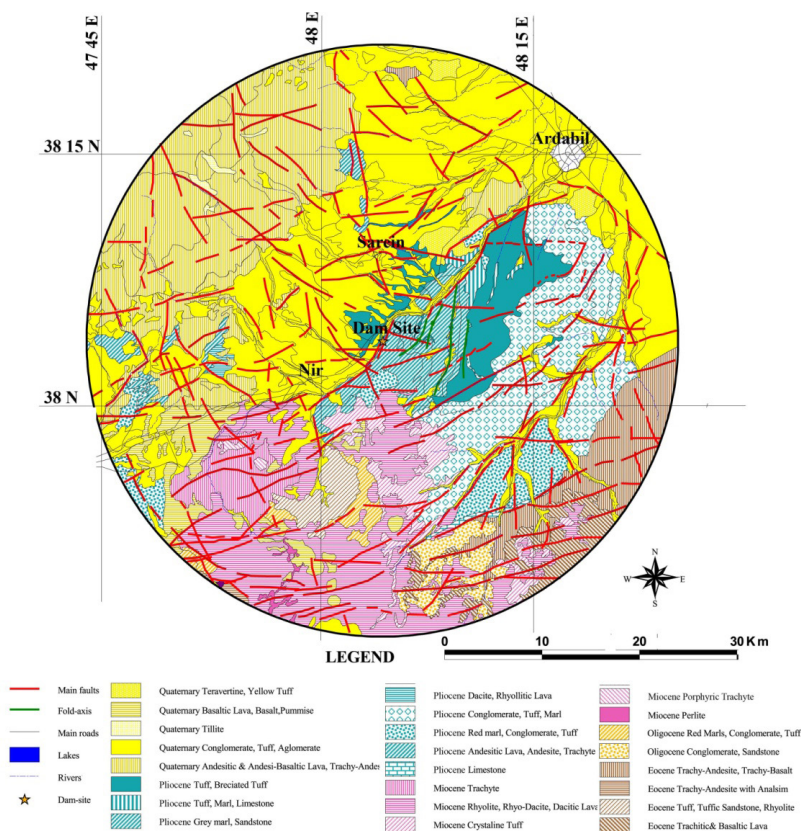 47 45 E
48 E
48 15 E
38 15 N
Ardabil
Sarein
Dam Site
Nir
38 N
N
W E
S
0 10 20 30 Km
LEGEND
Main faults
Fold-axis
Main roads
Lakes
Rivers
Dam-site
Quaternary Teravertine, Yellow Tuff
Quaternary Basaltic Lava, Basalt,Pummise
Quaternary Tillite
Quaternary Conglomerate, Tuff, Aglomerate
Quaternary Andesitic & Andesi-Basaltic Lava, Trachy-Ander
Pliocene Tuff, Breciated Tuff
Pliocene Tuff, Marl, Limestone
Pliocene Grey marl, Sandstone
Pliocene Dacite, Rhyollitic Lava
Pliocene Conglomerate, Tuff, Marl
Pliocene Red marl, Conglomerate, Tuff
Pliocene Andesitic Lava, Andesite, Trachyte
Pliocene Limestone
Miocene Trachyte
Miocene Rhyolite, Rhyo-Dacite, Dacitic Lava
Miocene Crystaline Tuff
Miocene Porphyric Trachyte
Miocene Perlite
Oligocene Red Marls, Conglomerate, Tuff
Oligocene Conglomerate, Sandstone
Eocene Trachy-Andesite, Trachy-Basalt
Eocene Trachy-Andesite with Analsim
Eocene Tuff, Tuffic Sandstone, Rhyolite
Eocene Trachitic& Basaltic Lava